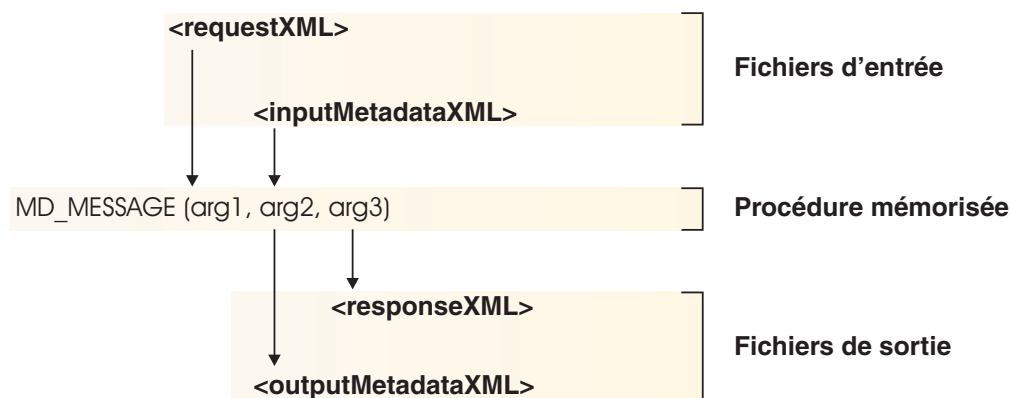 <requestXML>
Fichiers d’entrée
<inputMetadataXML>
MD_MESSAGE (arg1, arg2, arg3)
Procédure mémorisée
<responseXML>
Fichiers de sortie
<outputMetadataXML>